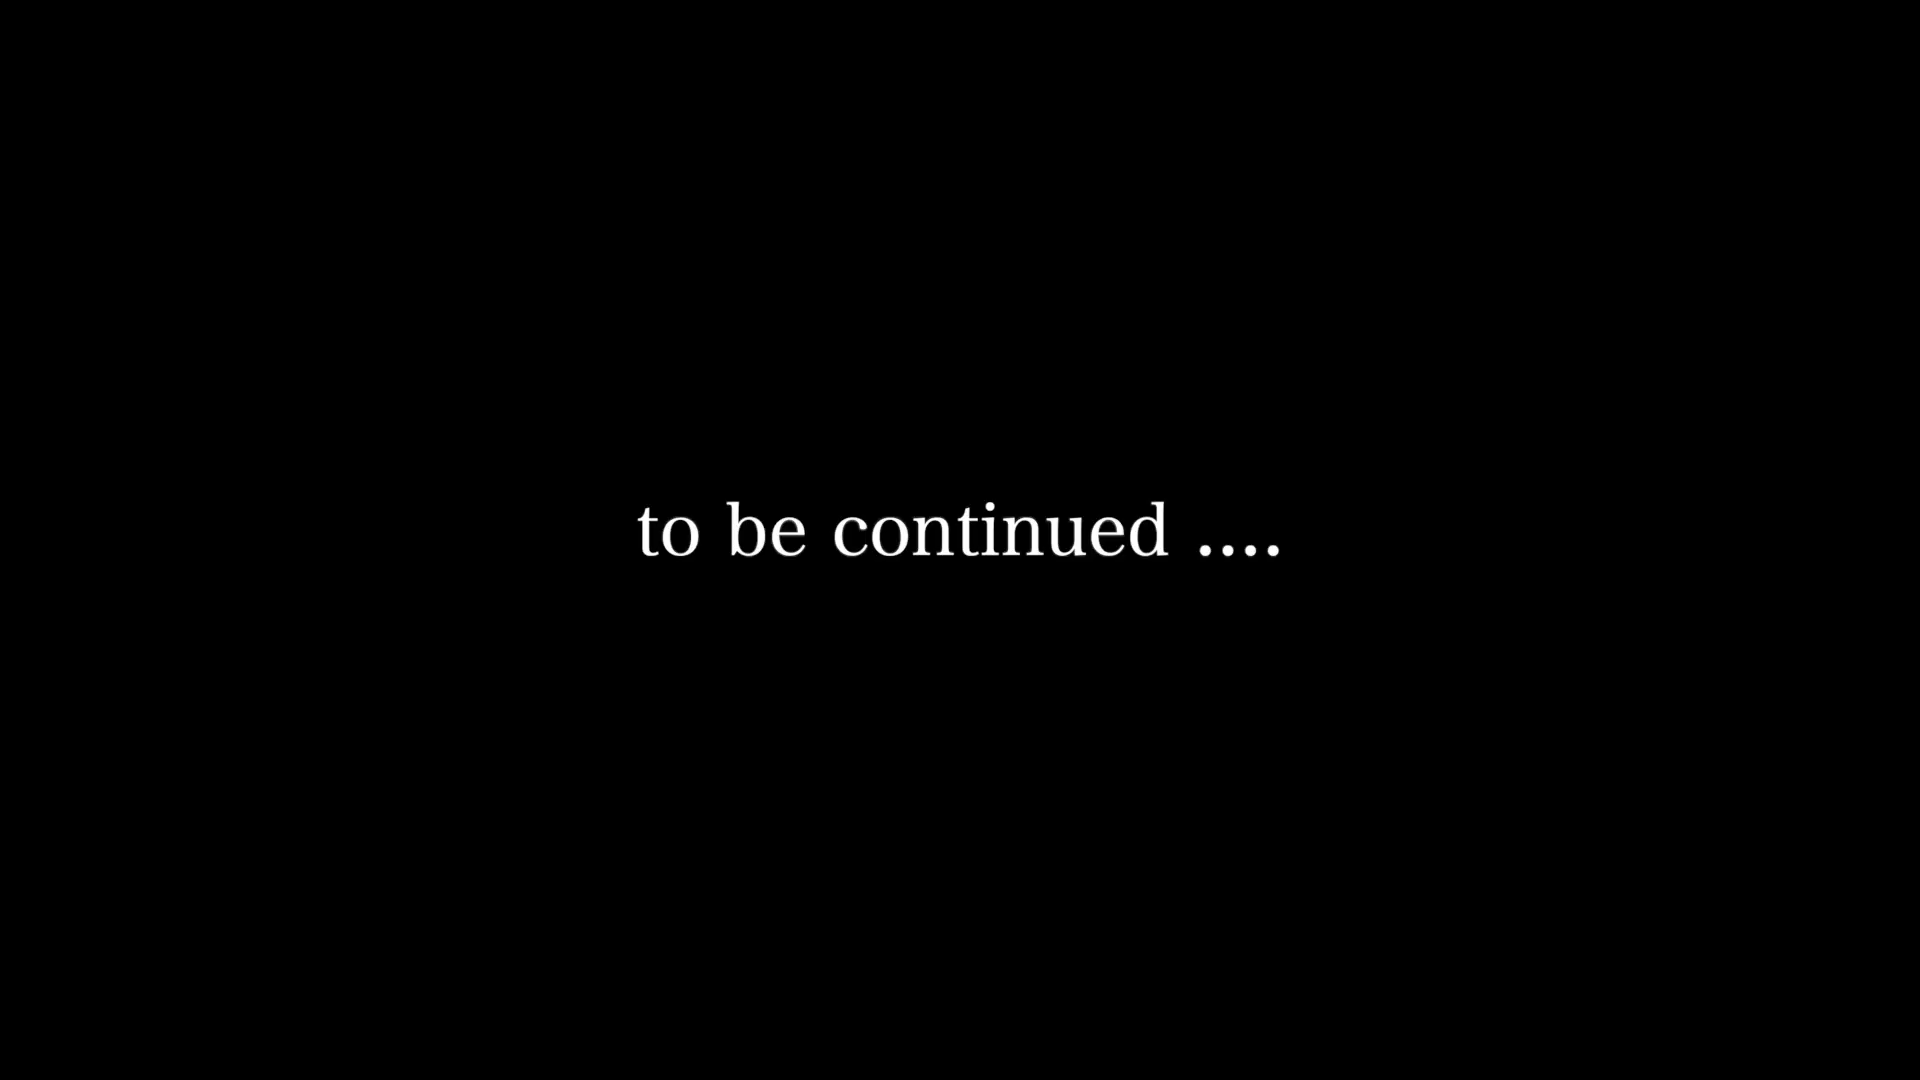 to be continued ....